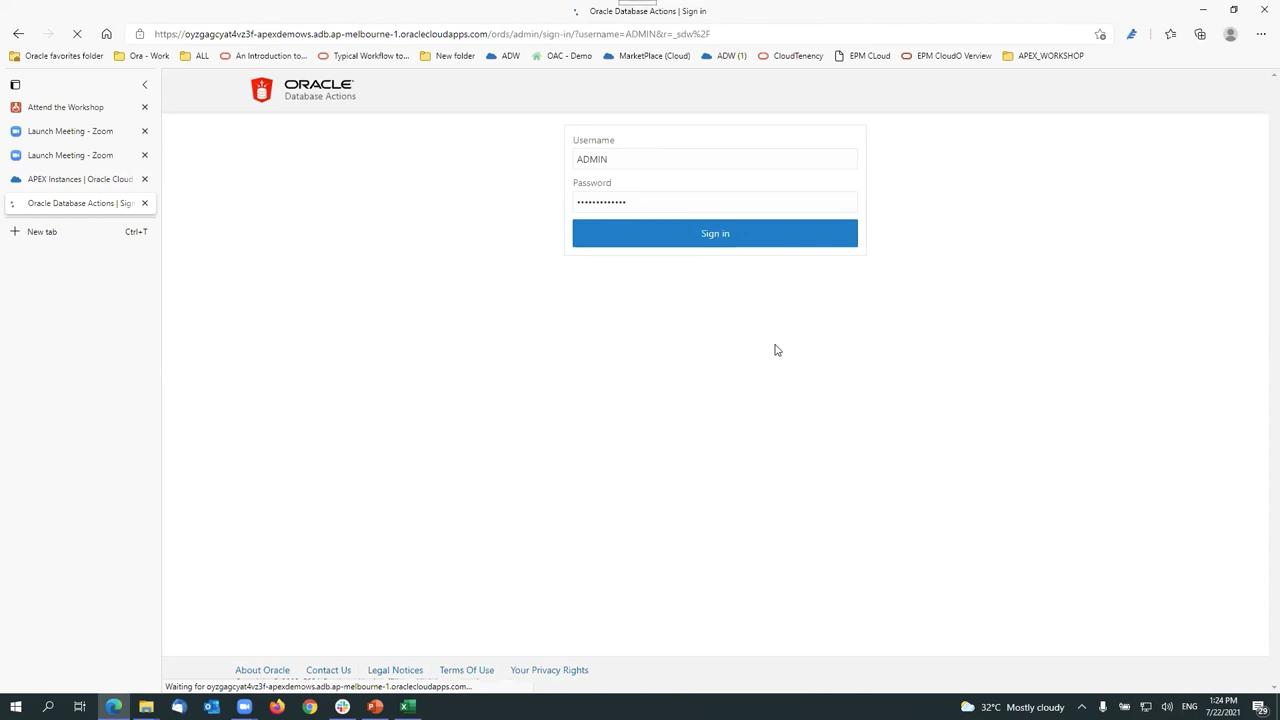 Oracle Database Actions | Sign in
https://oyzgagcyat4vz3f-apexdemows.adb.ap-melbourne-1.oraclecloudapps.com/ords/admin/sign-in/?username=ADMIN&r=_sdw%2F
Oracle favorites folder
Ora - Work
ALL
An Introduction to...
Typical Workflow to...
New folder
ADW
OAC - Demo
MarketPlace (Cloud)
ADW (1)
CloudTenency
EPM CLoud
EPM CloudO Verview
APEX_WORKSHOP
Attend the Workshop
Launch Meeting - Zoom
Launch Meeting - Zoom
APEX Instances | Oracle Cloud
Oracle Database Actions | Sign
New tab Ctrl+T
ORACLE
Database Actions
Username
ADMIN
Password
•••••••••••••
Sign in
About Oracle
Contact Us
Legal Notices
Terms Of Use
Your Privacy Rights
Waiting for oyzgagcyat4vz3f-apexdemows.adb.ap-melbourne-1.oraclecloudapps.com...
32°C Mostly cloudy
ENG
1:24 PM
7/22/2021
29